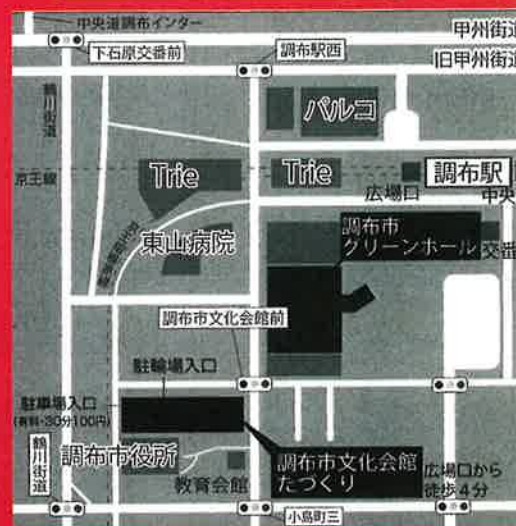 中央道調布インター
甲州街道
下石原交番前
調布駅西
旧甲州街道
鶴川街道
パルコ
Trie
Trie
調布駅
京王線
広場口
中央
調布市
グリーンホール
東山病院
交番
調布市文化会館前
駐輪場入口
駐車場入口
(有料・30分100円)
調布市役所
調布市文化会館
たづくり
広場口から
徒歩4分
教育会館
鶴川街道
小島町三